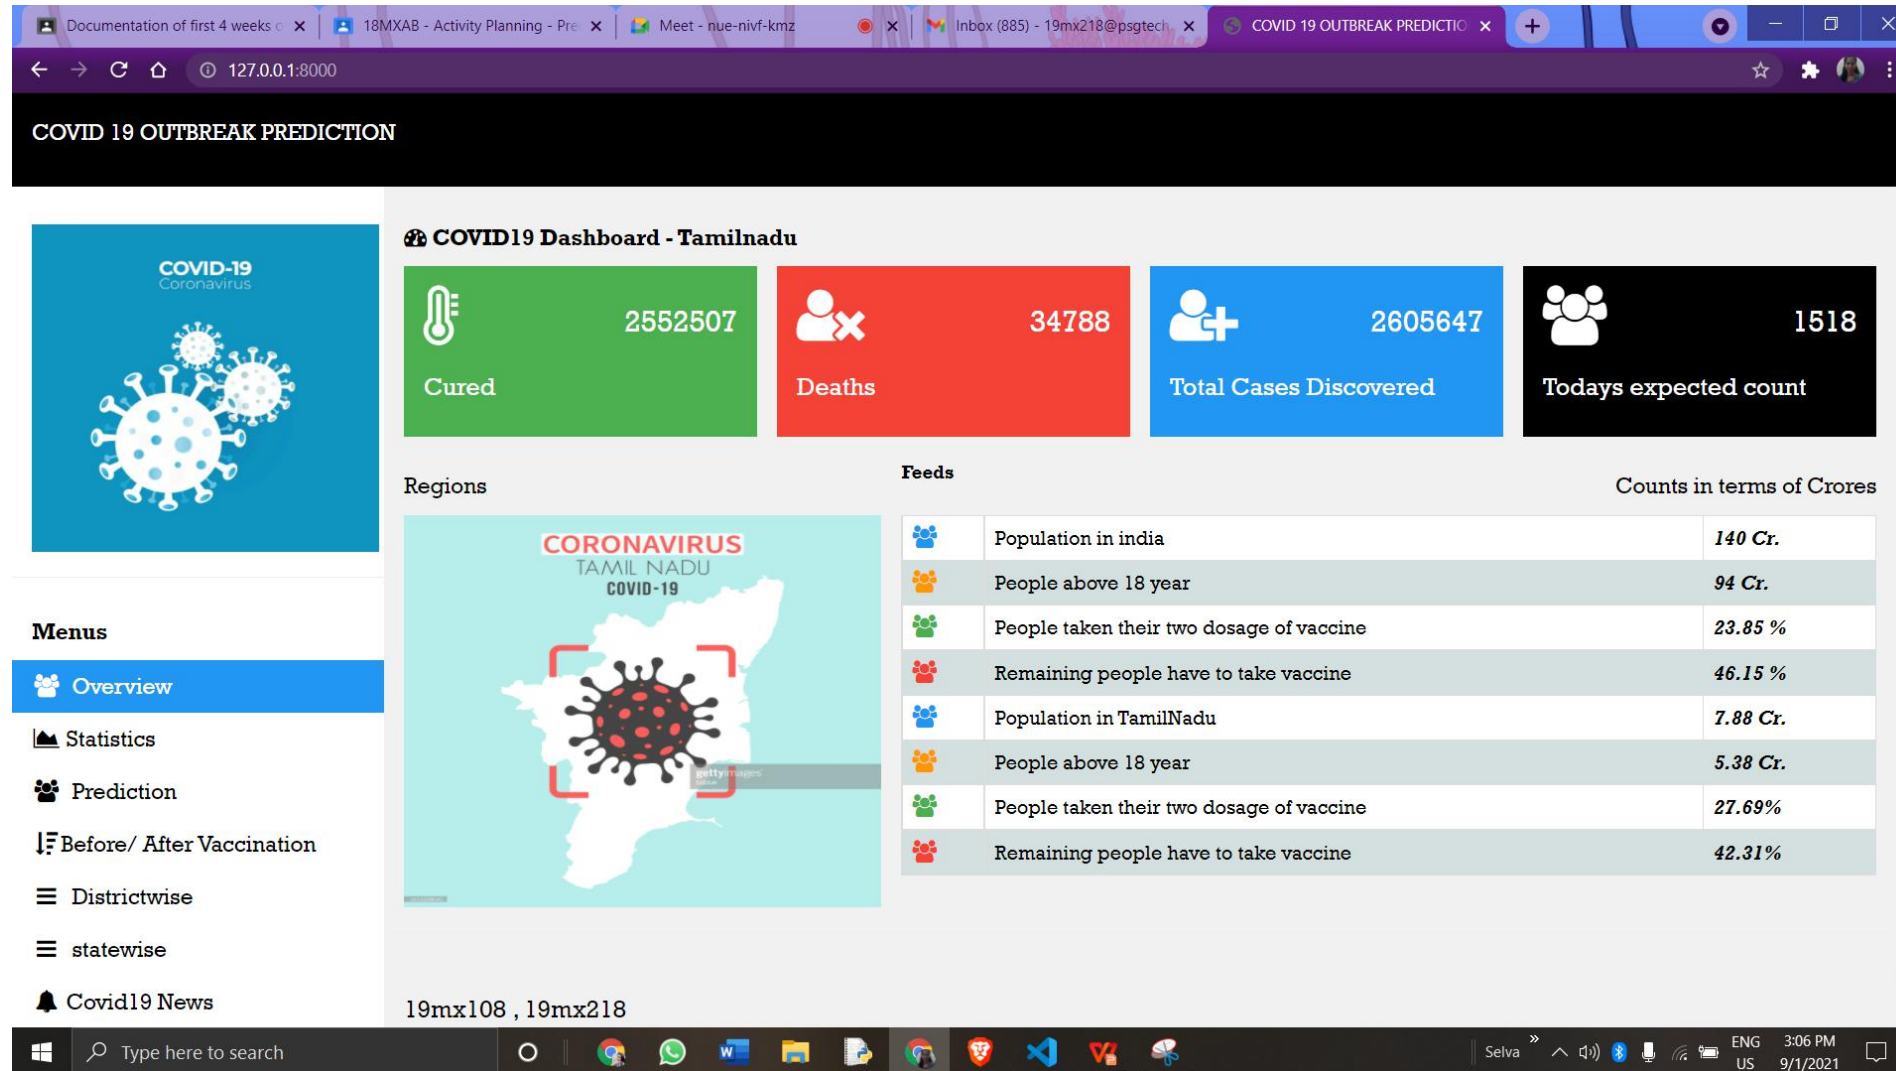 Documentation of first 4 weeks o
18MXAB - Activity Planning - Pre
Meet - nue-nivf-kmz
Inbox (885) - 19mx218@psgtech.
COVID 19 OUTBREAK PREDICTIO
127.0.0.1:8000
COVID 19 OUTBREAK PREDICTION
COVID-19
Coronavirus
Menus
Overview
Statistics
Prediction
Before/ After Vaccination
Districtwise
statewise
Covid19 News
COVID19 Dashboard - Tamilnadu
2552507
Cured
34788
Deaths
2605647
Total Cases Discovered
1518
Todays expected count
Regions
CORONAVIRUS
TAMIL NADU
COVID-19
gettyimages
Feeds
Counts in terms of Crores
Population in india 140 Cr.
People above 18 year 94 Cr.
People taken their two dosage of vaccine 23.85 %
Remaining people have to take vaccine 46.15 %
Population in TamilNadu 7.88 Cr.
People above 18 year 5.38 Cr.
People taken their two dosage of vaccine 27.69%
Remaining people have to take vaccine 42.31%
19mx108 , 19mx218
Type here to search
Selva
ENG
US
3:06 PM
9/1/2021